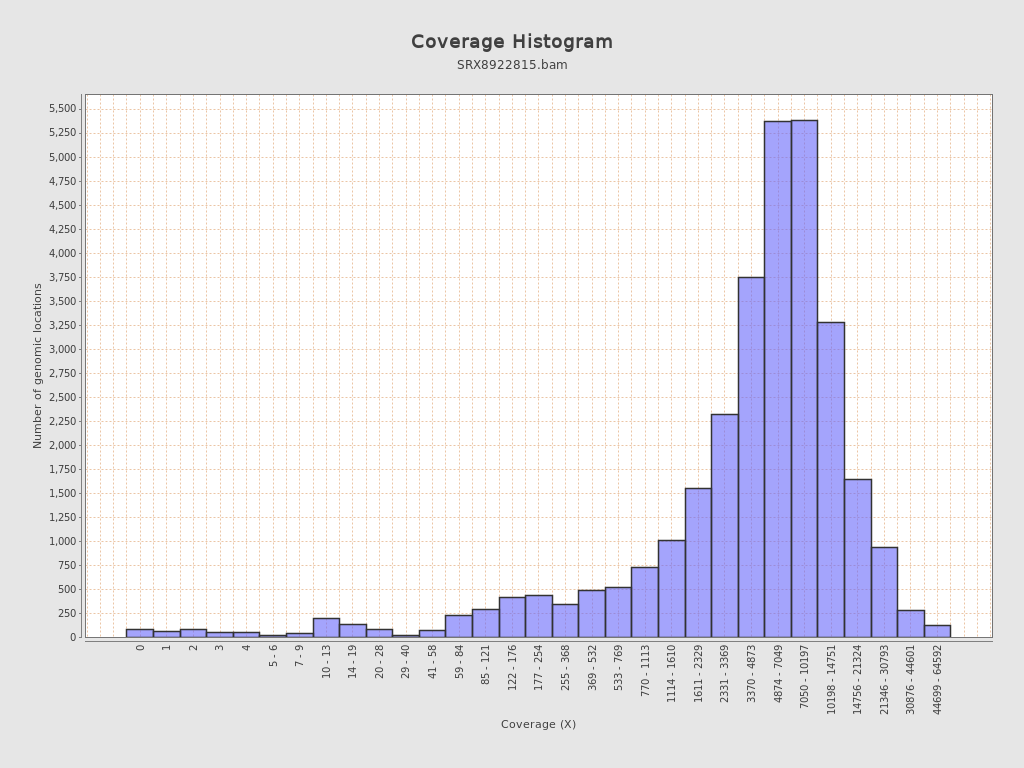 Coverage Histogram
SRX8922815.bam
5,500
5,250
5,000
4,750
4,500
4,250
4,000
3,750
3,500
3,250
3,000
2,750
2,500
2,250
2,000
1,750
1,500
1,250
1,000
750
500
250
0
Number of genomic locations
0
1
2
3
4
5 - 6
7 - 9
10 - 13
14 - 19
20 - 28
29 - 40
41 - 58
59 - 84
85 - 121
122 - 176
177 - 254
255 - 368
369 - 532
533 - 769
770 - 1113
1114 - 1610
1611 - 2329
2331 - 3369
3370 - 4873
4874 - 7049
7050 - 10197
10198 - 14751
14756 - 21324
21346 - 30793
30876 - 44601
44699 - 64592
Coverage (X)